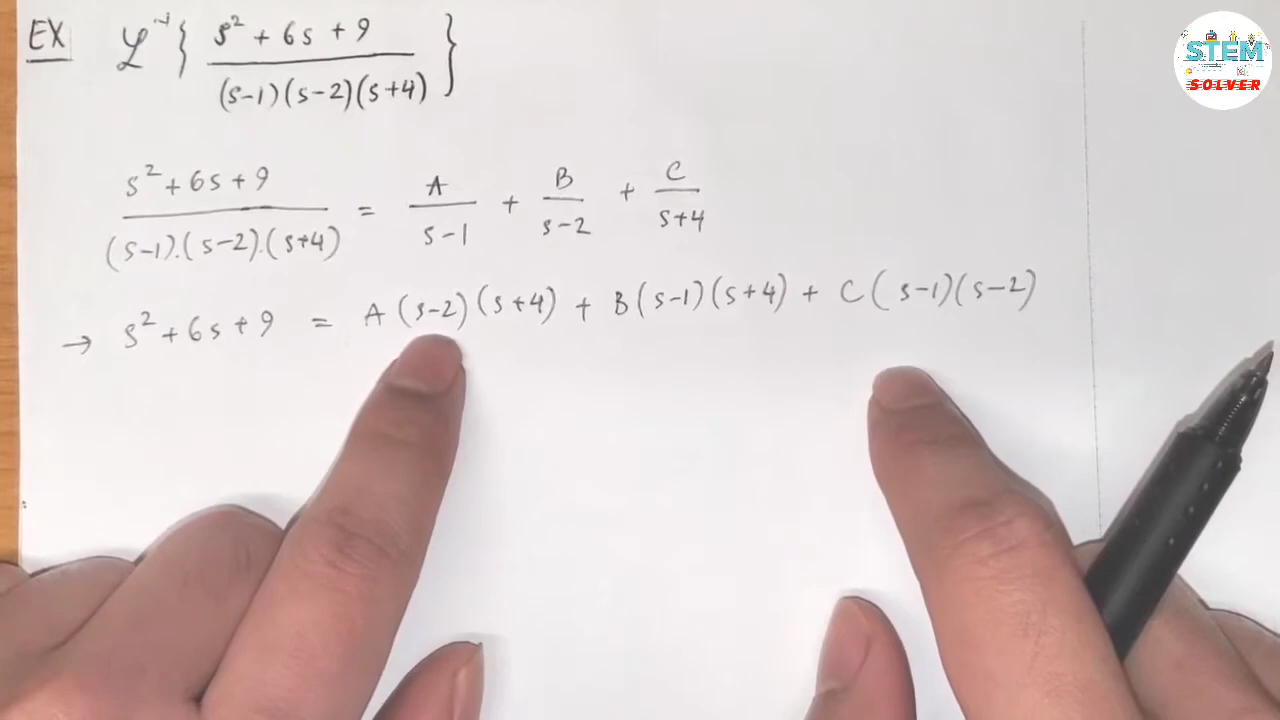 EX ℒ⁻¹{ (s² + 6s + 9) / ((s-1)(s-2)(s+4)) }
(s² + 6s + 9) / ((s-1).(s-2).(s+4)) = A/(s-1) + B/(s-2) + C/(s+4)
→ s² + 6s + 9 = A(s-2)(s+4) + B(s-1)(s+4) + C(s-1)(s-2)
STEM
SOLVER